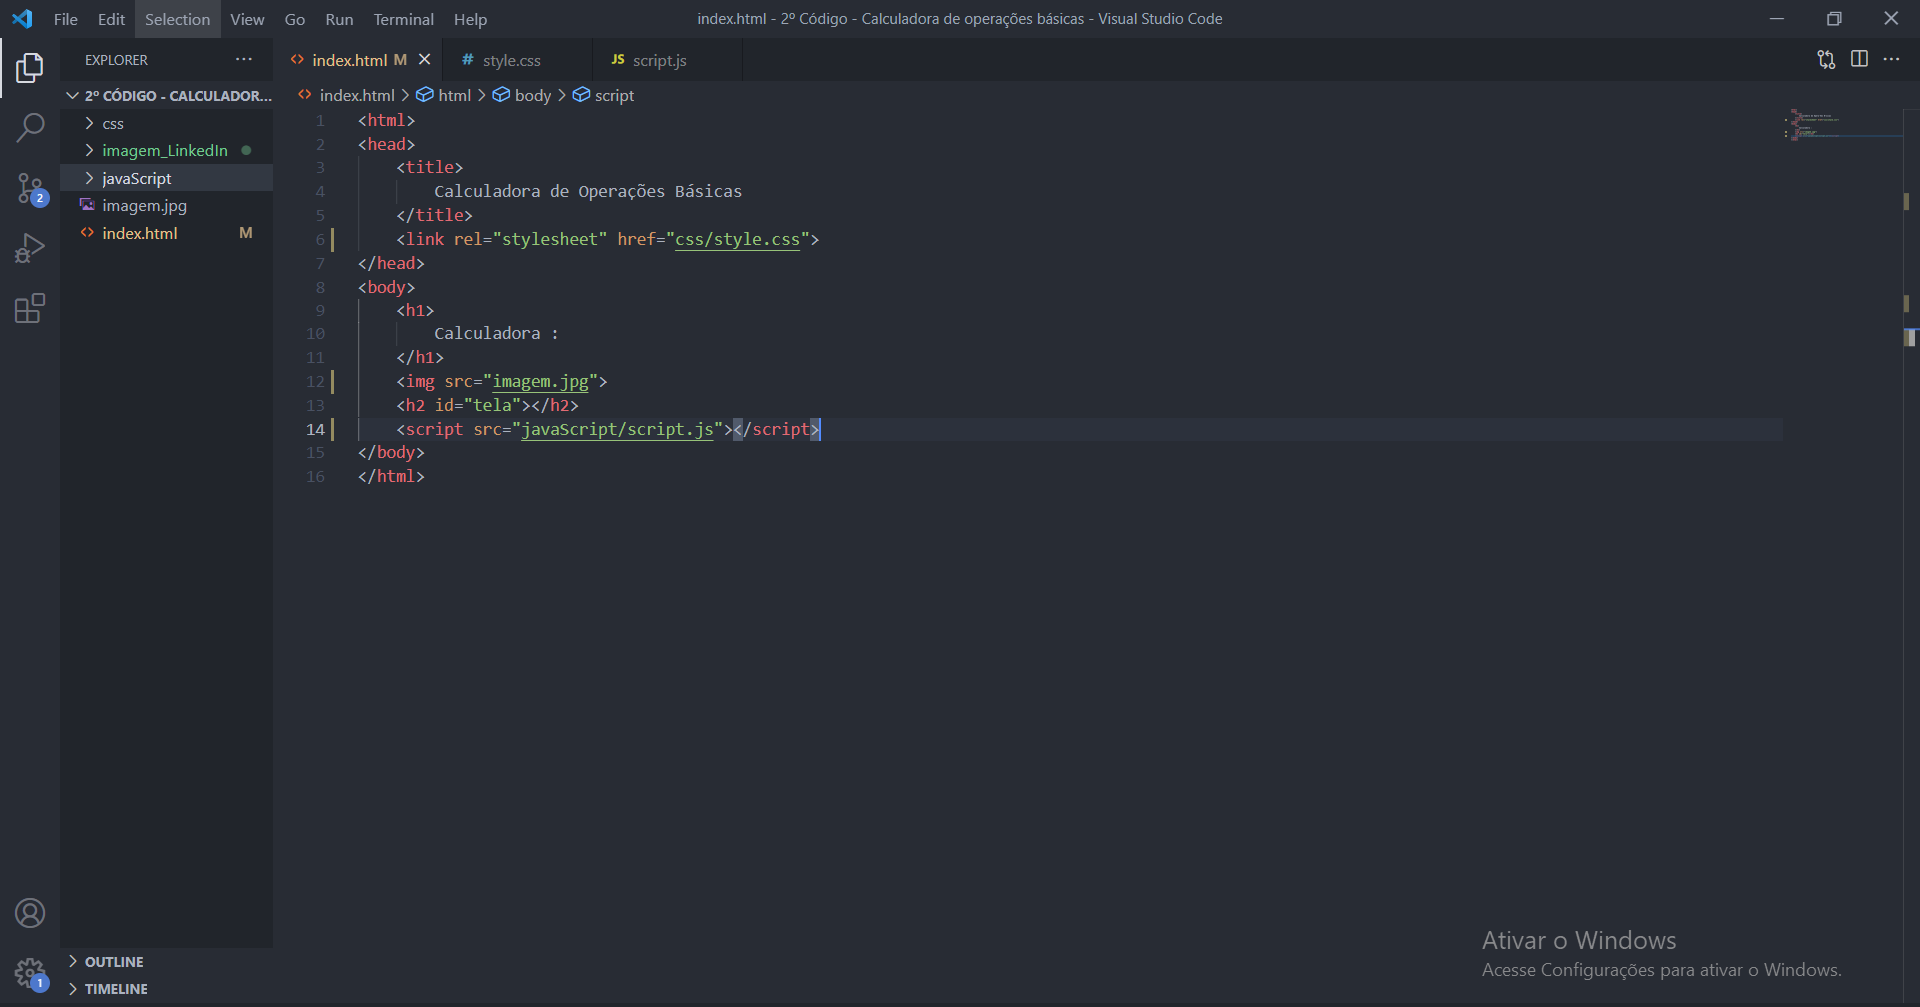 File Edit Selection View Go Run Terminal Help
index.html - 2º Código - Calculadora de operações básicas - Visual Studio Code
EXPLORER ···
<> index.html M
# style.css
JS script.js
···
2º CÓDIGO - CALCULADOR...
css
imagem_LinkedIn
javaScript
imagem.jpg
<> index.html M
2
1
OUTLINE
TIMELINE
<> index.html > html > body > script
1 <html>
2 <head>
3 <title>
4 Calculadora de Operações Básicas
5 </title>
6 <link rel="stylesheet" href="css/style.css">
7 </head>
8 <body>
9 <h1>
10 Calculadora :
11 </h1>
12 <img src="imagem.jpg">
13 <h2 id="tela"></h2>
14 <script src="javaScript/script.js"></script>
15 </body>
16 </html>
Ativar o Windows
Acesse Configurações para ativar o Windows.